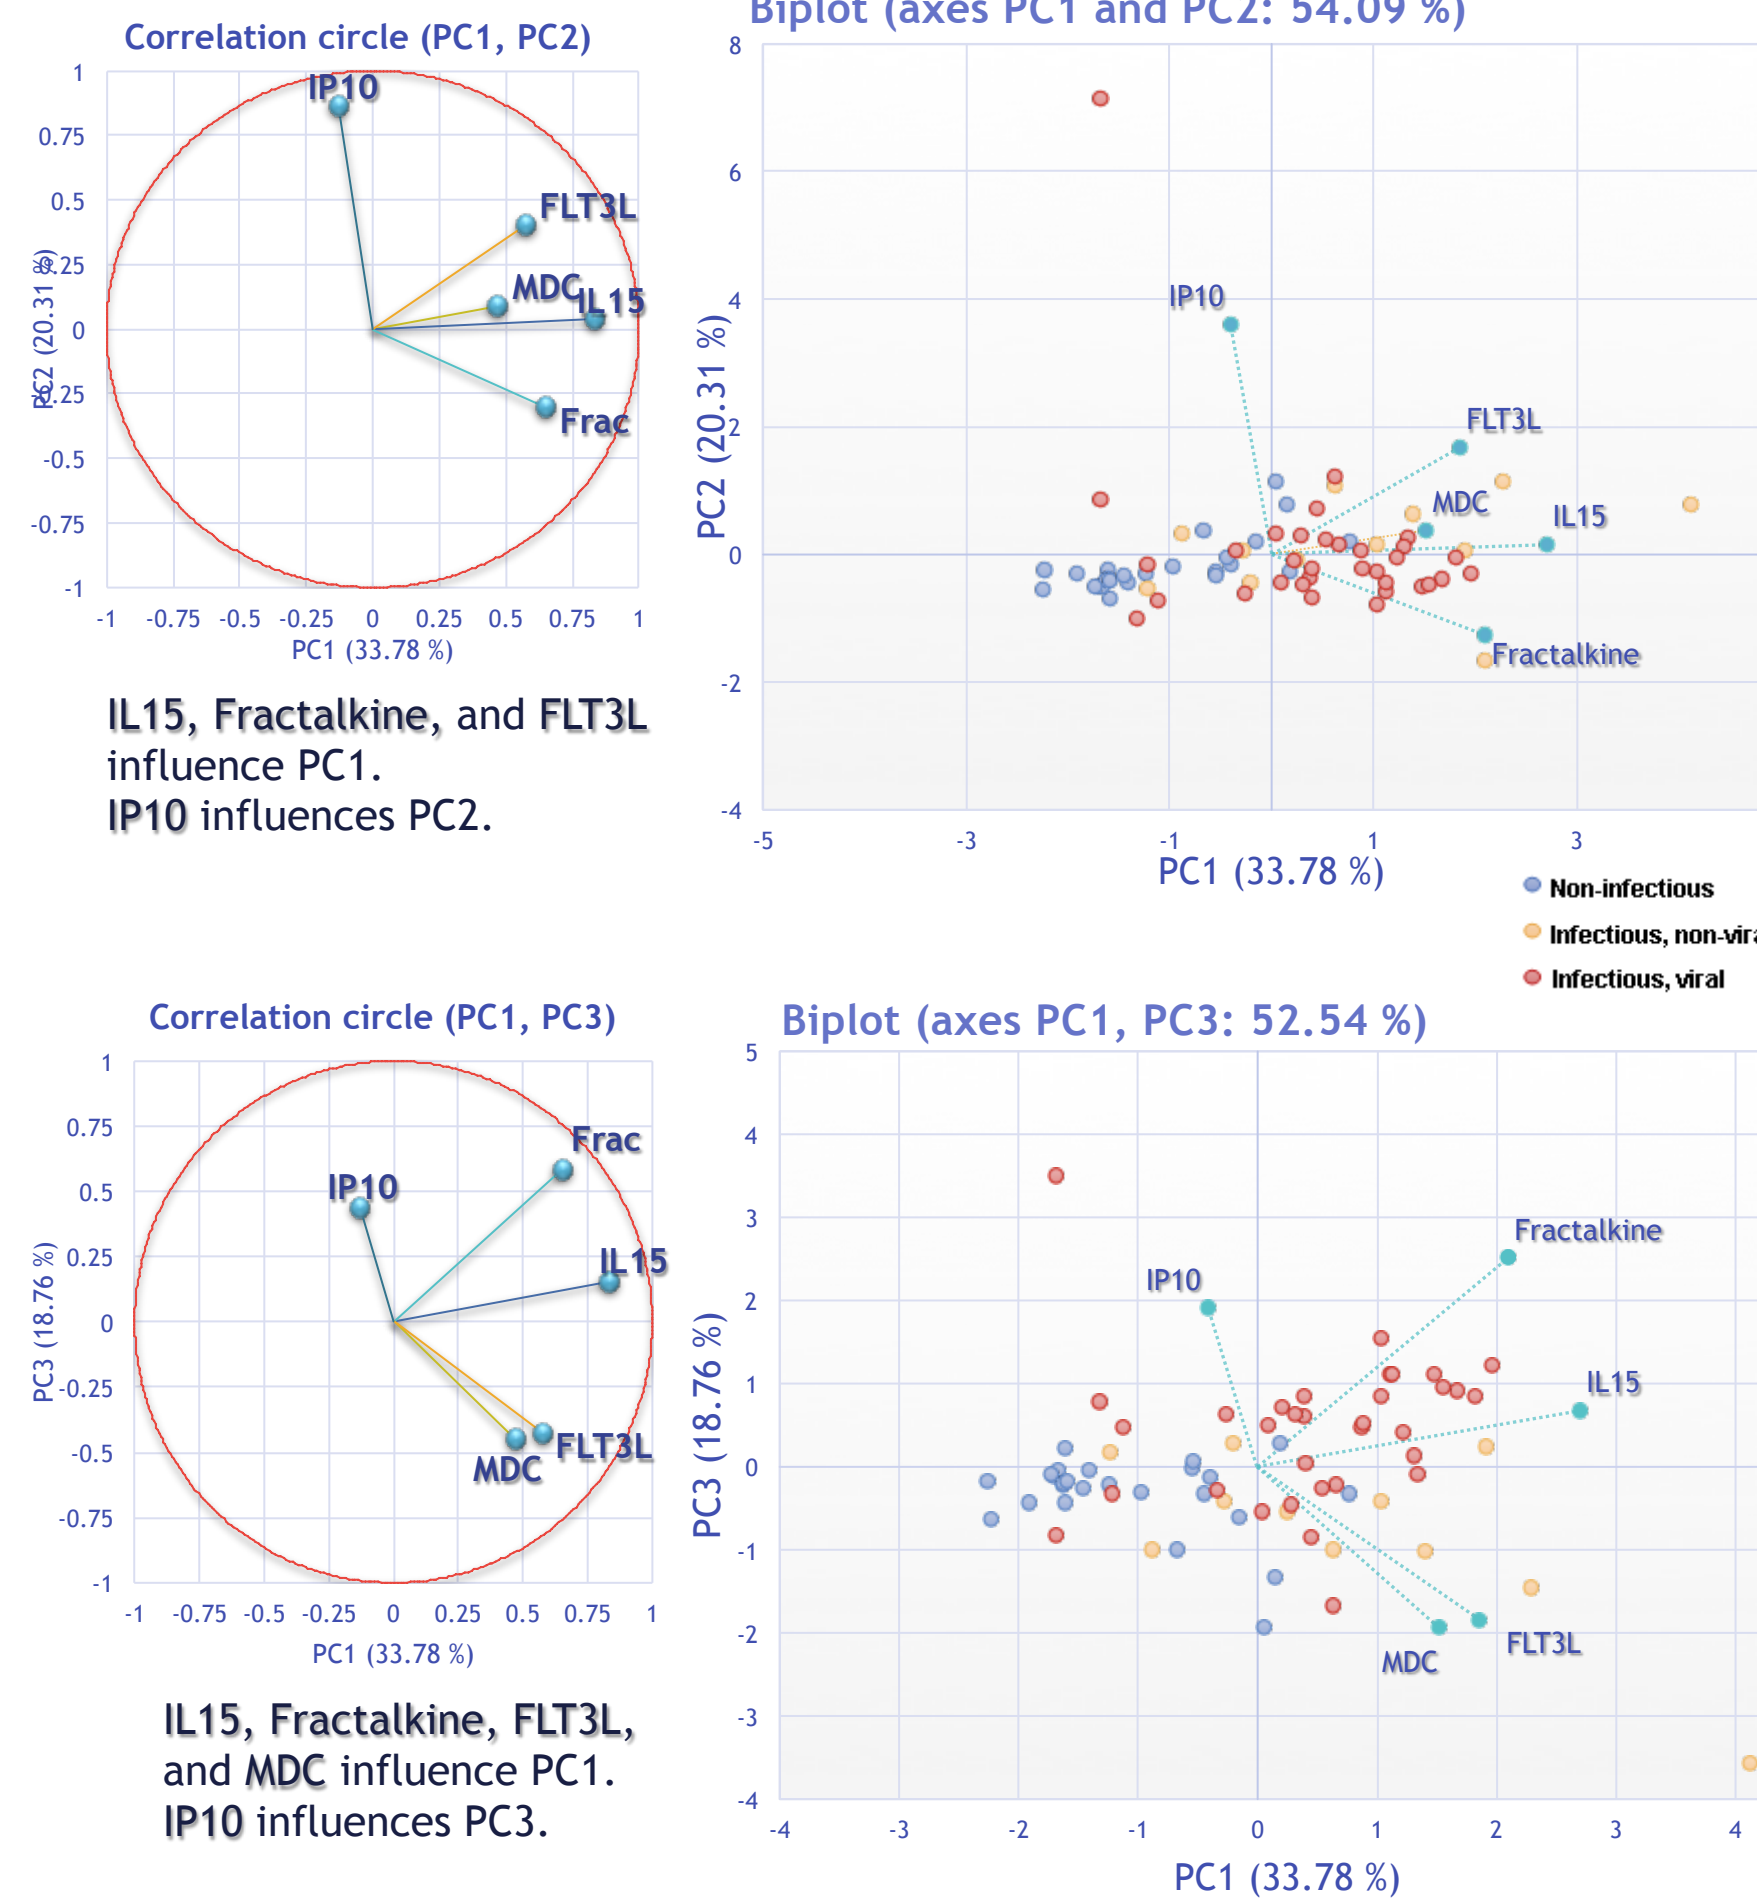 Correlation circle (PC1, PC2)
1
0.75
0.5
0.25
0
-0.25
-0.5
-0.75
-1
PC2 (20.31 %)
IP10
FLT3L
MDC
IL15
Frac
-1 -0.75 -0.5 -0.25 0 0.25 0.5 0.75 1
PC1 (33.78 %)
IL15, Fractalkine, and FLT3L
influence PC1.
IP10 influences PC2.
Biplot (axes PC1 and PC2: 54.09 %)
8
6
4
2
0
-2
-4
PC2 (20.31 %)
IP10
FLT3L
MDC
IL15
Fractalkine
-5 -3 -1 1 3
PC1 (33.78 %)
Non-infectious
Infectious, non-vira
Infectious, viral
Correlation circle (PC1, PC3)
1
0.75
0.5
0.25
0
-0.25
-0.5
-0.75
-1
PC3 (18.76 %)
Frac
IP10
IL15
FLT3L
MDC
-1 -0.75 -0.5 -0.25 0 0.25 0.5 0.75 1
PC1 (33.78 %)
IL15, Fractalkine, FLT3L,
and MDC influence PC1.
IP10 influences PC3.
Biplot (axes PC1, PC3: 52.54 %)
5
4
3
2
1
0
-1
-2
-3
-4
PC3 (18.76 %)
Fractalkine
IP10
IL15
FLT3L
MDC
-4 -3 -2 -1 0 1 2 3 4
PC1 (33.78 %)